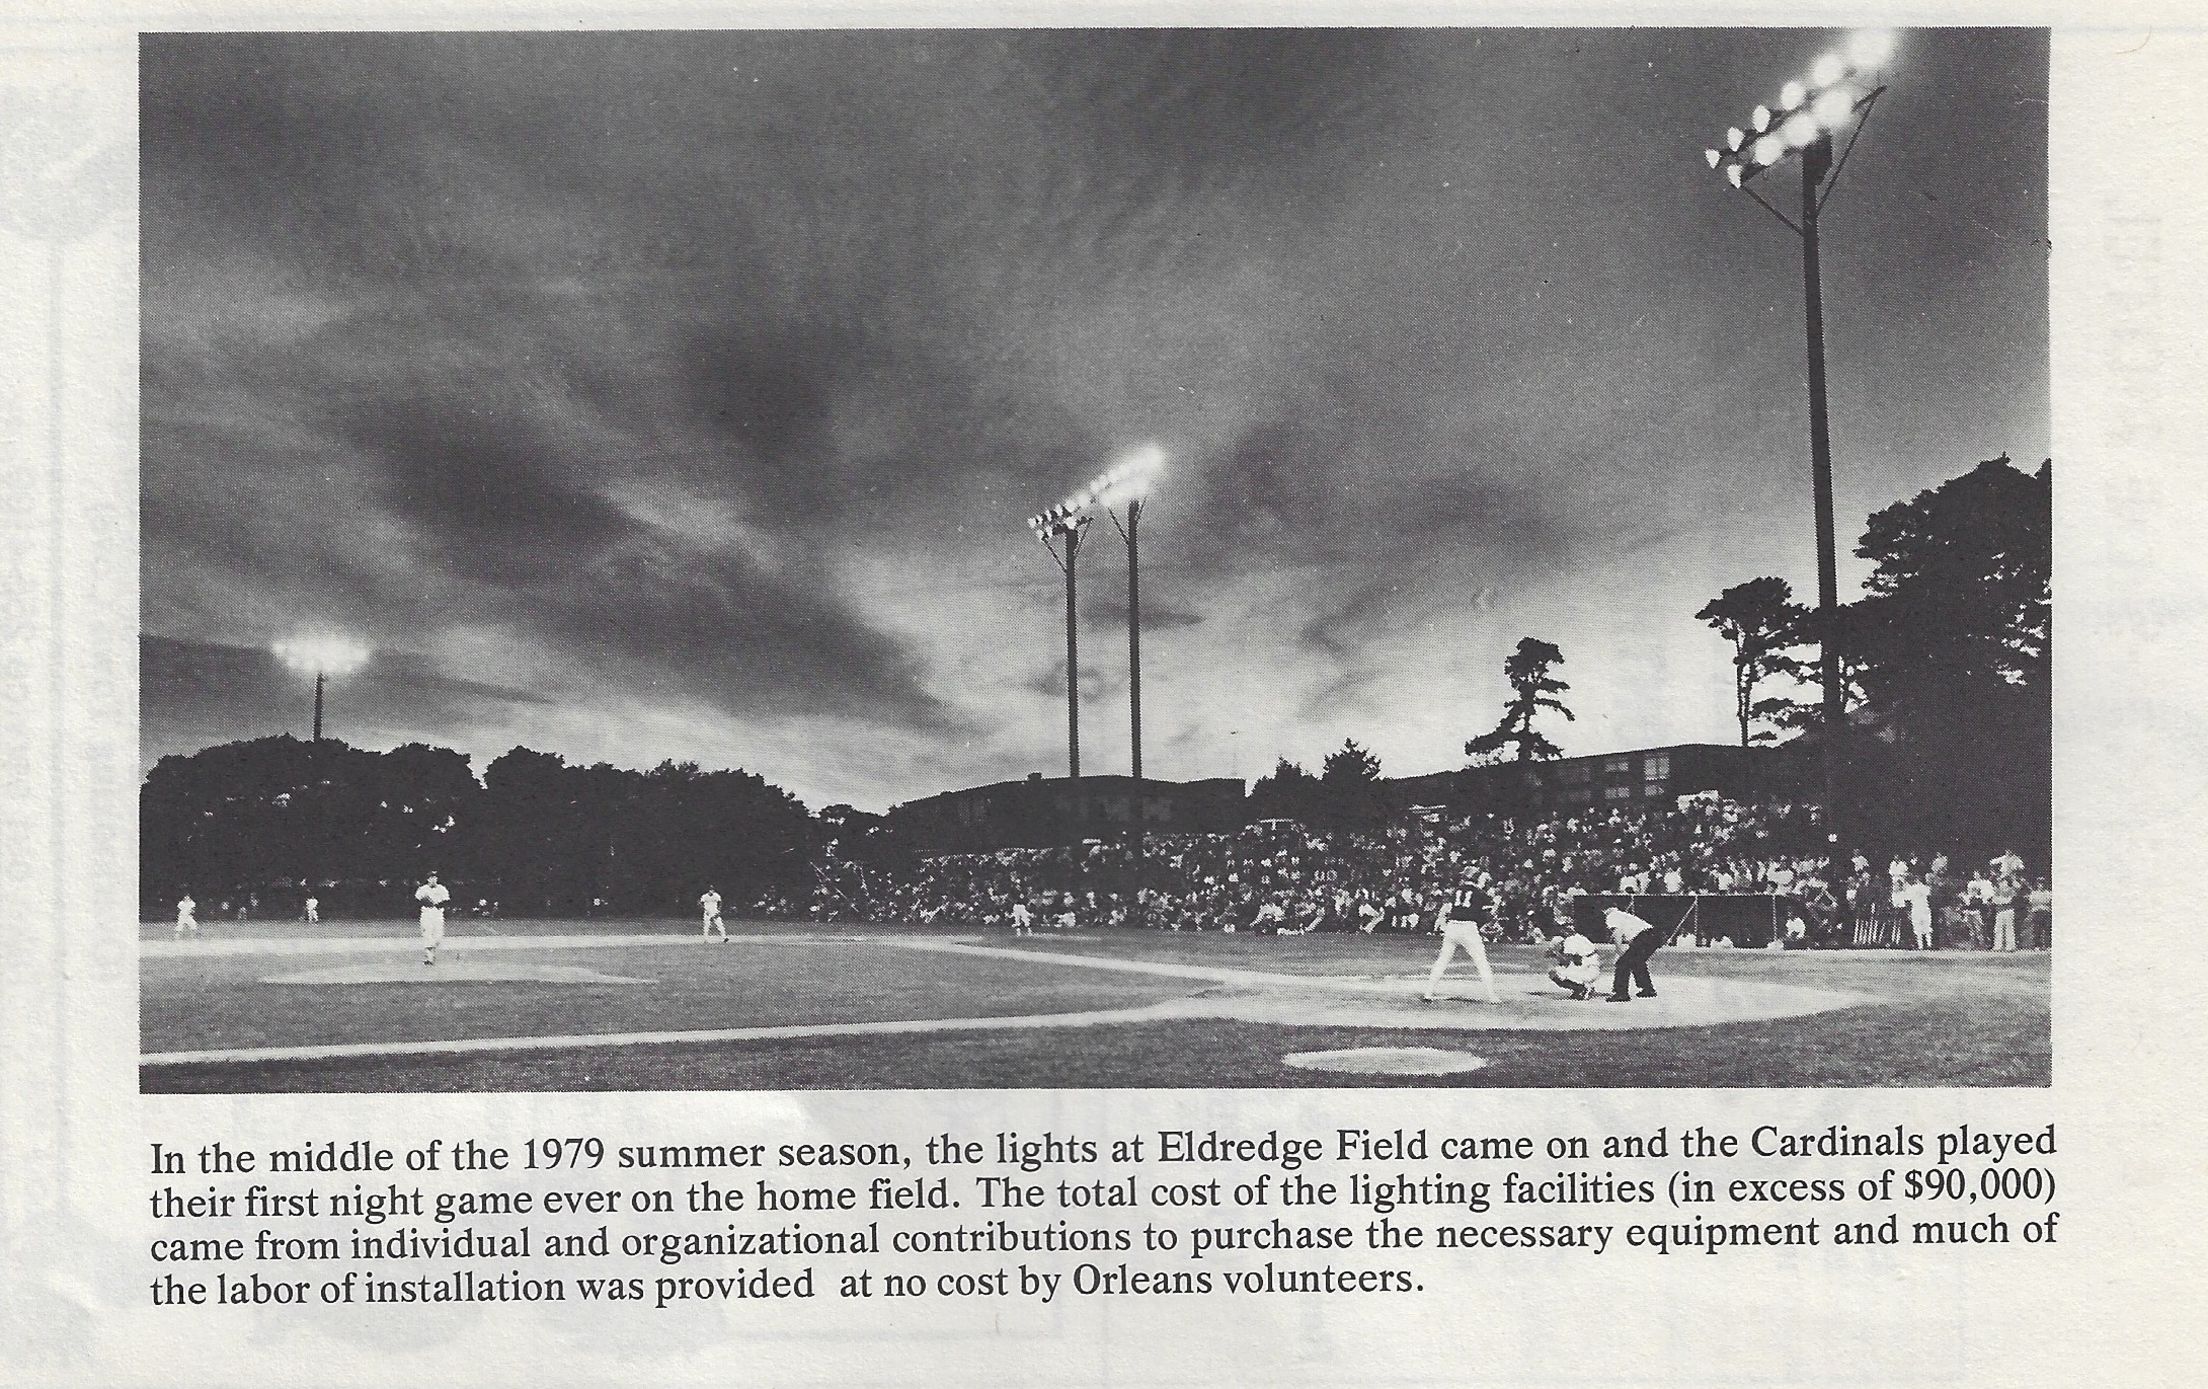 11
In the middle of the 1979 summer season, the lights at Eldredge Field came on and the Cardinals played
their first night game ever on the home field. The total cost of the lighting facilities (in excess of $90,000)
came from individual and organizational contributions to purchase the necessary equipment and much of
the labor of installation was provided at no cost by Orleans volunteers.